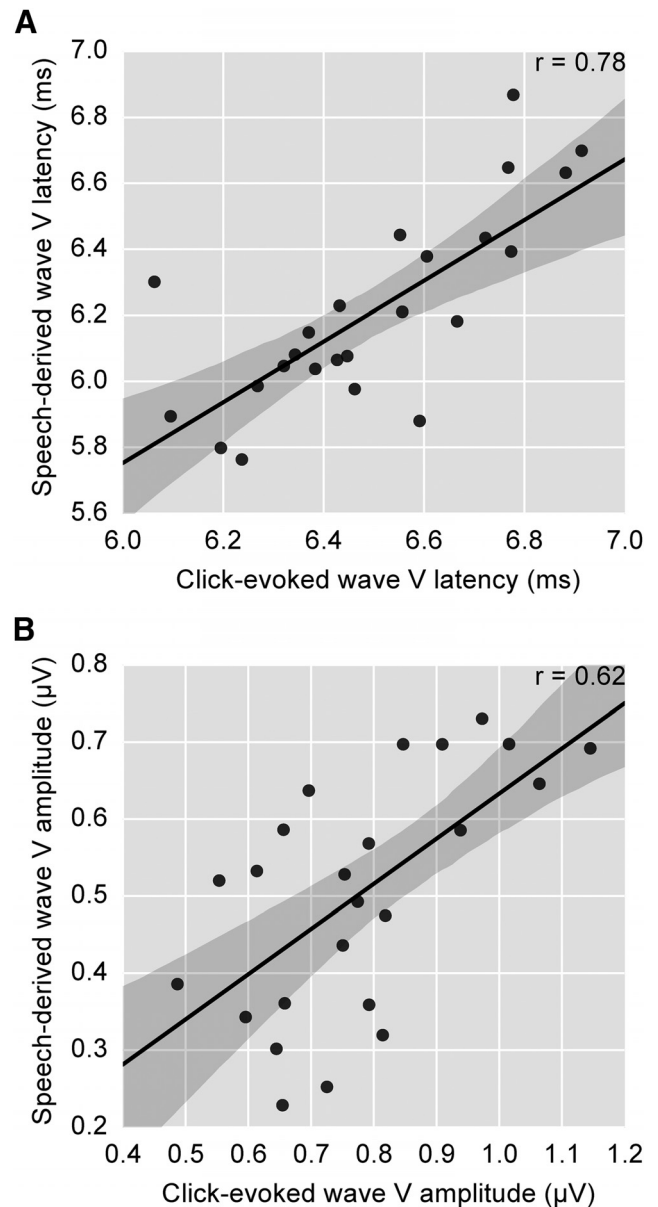 A
r = 0.78
Speech-derived wave V latency (ms)
7.0
6.8
6.6
6.4
6.2
6.0
5.8
5.6
6.0 6.2 6.4 6.6 6.8 7.0
Click-evoked wave V latency (ms)
B
r = 0.62
Speech-derived wave V amplitude (μV)
0.8
0.7
0.6
0.5
0.4
0.3
0.2
0.4 0.5 0.6 0.7 0.8 0.9 1.0 1.1 1.2
Click-evoked wave V amplitude (μV)